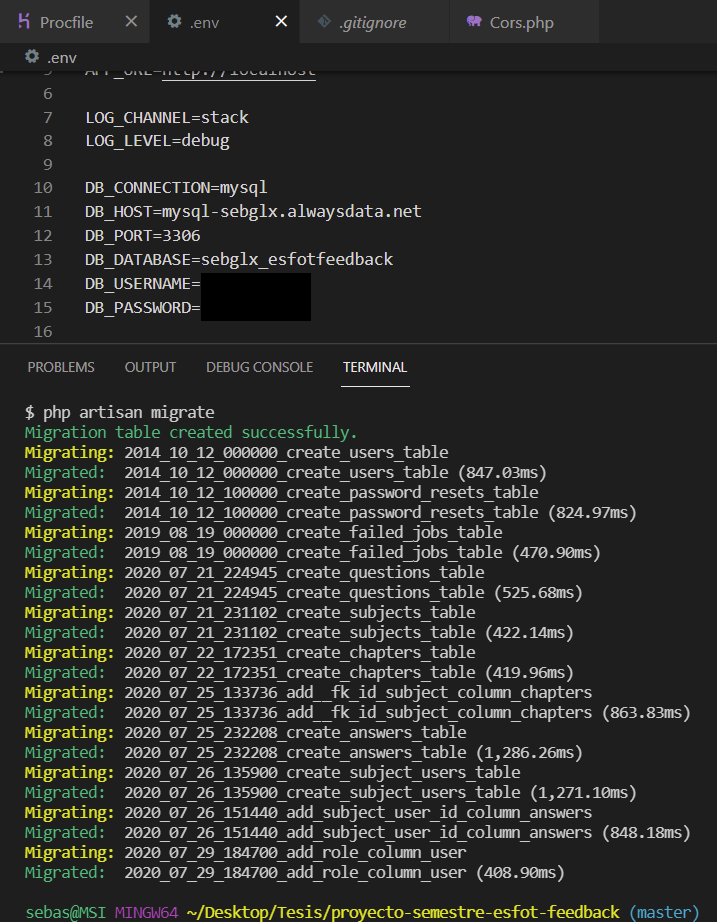 Procfile
.env
.gitignore
Cors.php
.env
5 APP_URL=http://localhost
6
7 LOG_CHANNEL=stack
8 LOG_LEVEL=debug
9
10 DB_CONNECTION=mysql
11 DB_HOST=mysql-sebglx.alwaysdata.net
12 DB_PORT=3306
13 DB_DATABASE=sebglx_esfotfeedback
14 DB_USERNAME=
15 DB_PASSWORD=
16
PROBLEMS OUTPUT DEBUG CONSOLE TERMINAL
$ php artisan migrate
Migration table created successfully.
Migrating: 2014_10_12_000000_create_users_table
Migrated:  2014_10_12_000000_create_users_table (847.03ms)
Migrating: 2014_10_12_100000_create_password_resets_table
Migrated:  2014_10_12_100000_create_password_resets_table (824.97ms)
Migrating: 2019_08_19_000000_create_failed_jobs_table
Migrated:  2019_08_19_000000_create_failed_jobs_table (470.90ms)
Migrating: 2020_07_21_224945_create_questions_table
Migrated:  2020_07_21_224945_create_questions_table (525.68ms)
Migrating: 2020_07_21_231102_create_subjects_table
Migrated:  2020_07_21_231102_create_subjects_table (422.14ms)
Migrating: 2020_07_22_172351_create_chapters_table
Migrated:  2020_07_22_172351_create_chapters_table (419.96ms)
Migrating: 2020_07_25_133736_add__fk_id_subject_column_chapters
Migrated:  2020_07_25_133736_add__fk_id_subject_column_chapters (863.83ms)
Migrating: 2020_07_25_232208_create_answers_table
Migrated:  2020_07_25_232208_create_answers_table (1,286.26ms)
Migrating: 2020_07_26_135900_create_subject_users_table
Migrated:  2020_07_26_135900_create_subject_users_table (1,271.10ms)
Migrating: 2020_07_26_151440_add_subject_user_id_column_answers
Migrated:  2020_07_26_151440_add_subject_user_id_column_answers (848.18ms)
Migrating: 2020_07_29_184700_add_role_column_user
Migrated:  2020_07_29_184700_add_role_column_user (408.90ms)
sebas@MSI MINGW64 ~/Desktop/Tesis/proyecto-semestre-esfot-feedback (master)